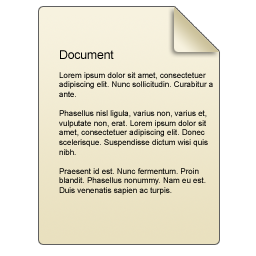 Document
Lorem ipsum dolor sit amet, consectetuer
adipiscing elit. Nunc sollicitudin. Curabitur a
ante.
Phasellus nisl ligula, varius non, varius et,
vulputate non, erat. Lorem ipsum dolor sit
amet, consectetuer adipiscing elit. Donec
scelerisque. Suspendisse dictum wisi quis
nibh.
Praesent id est. Nunc fermentum. Proin
blandit. Phasellus nonummy. Nam eu est.
Duis venenatis sapien ac turpis.